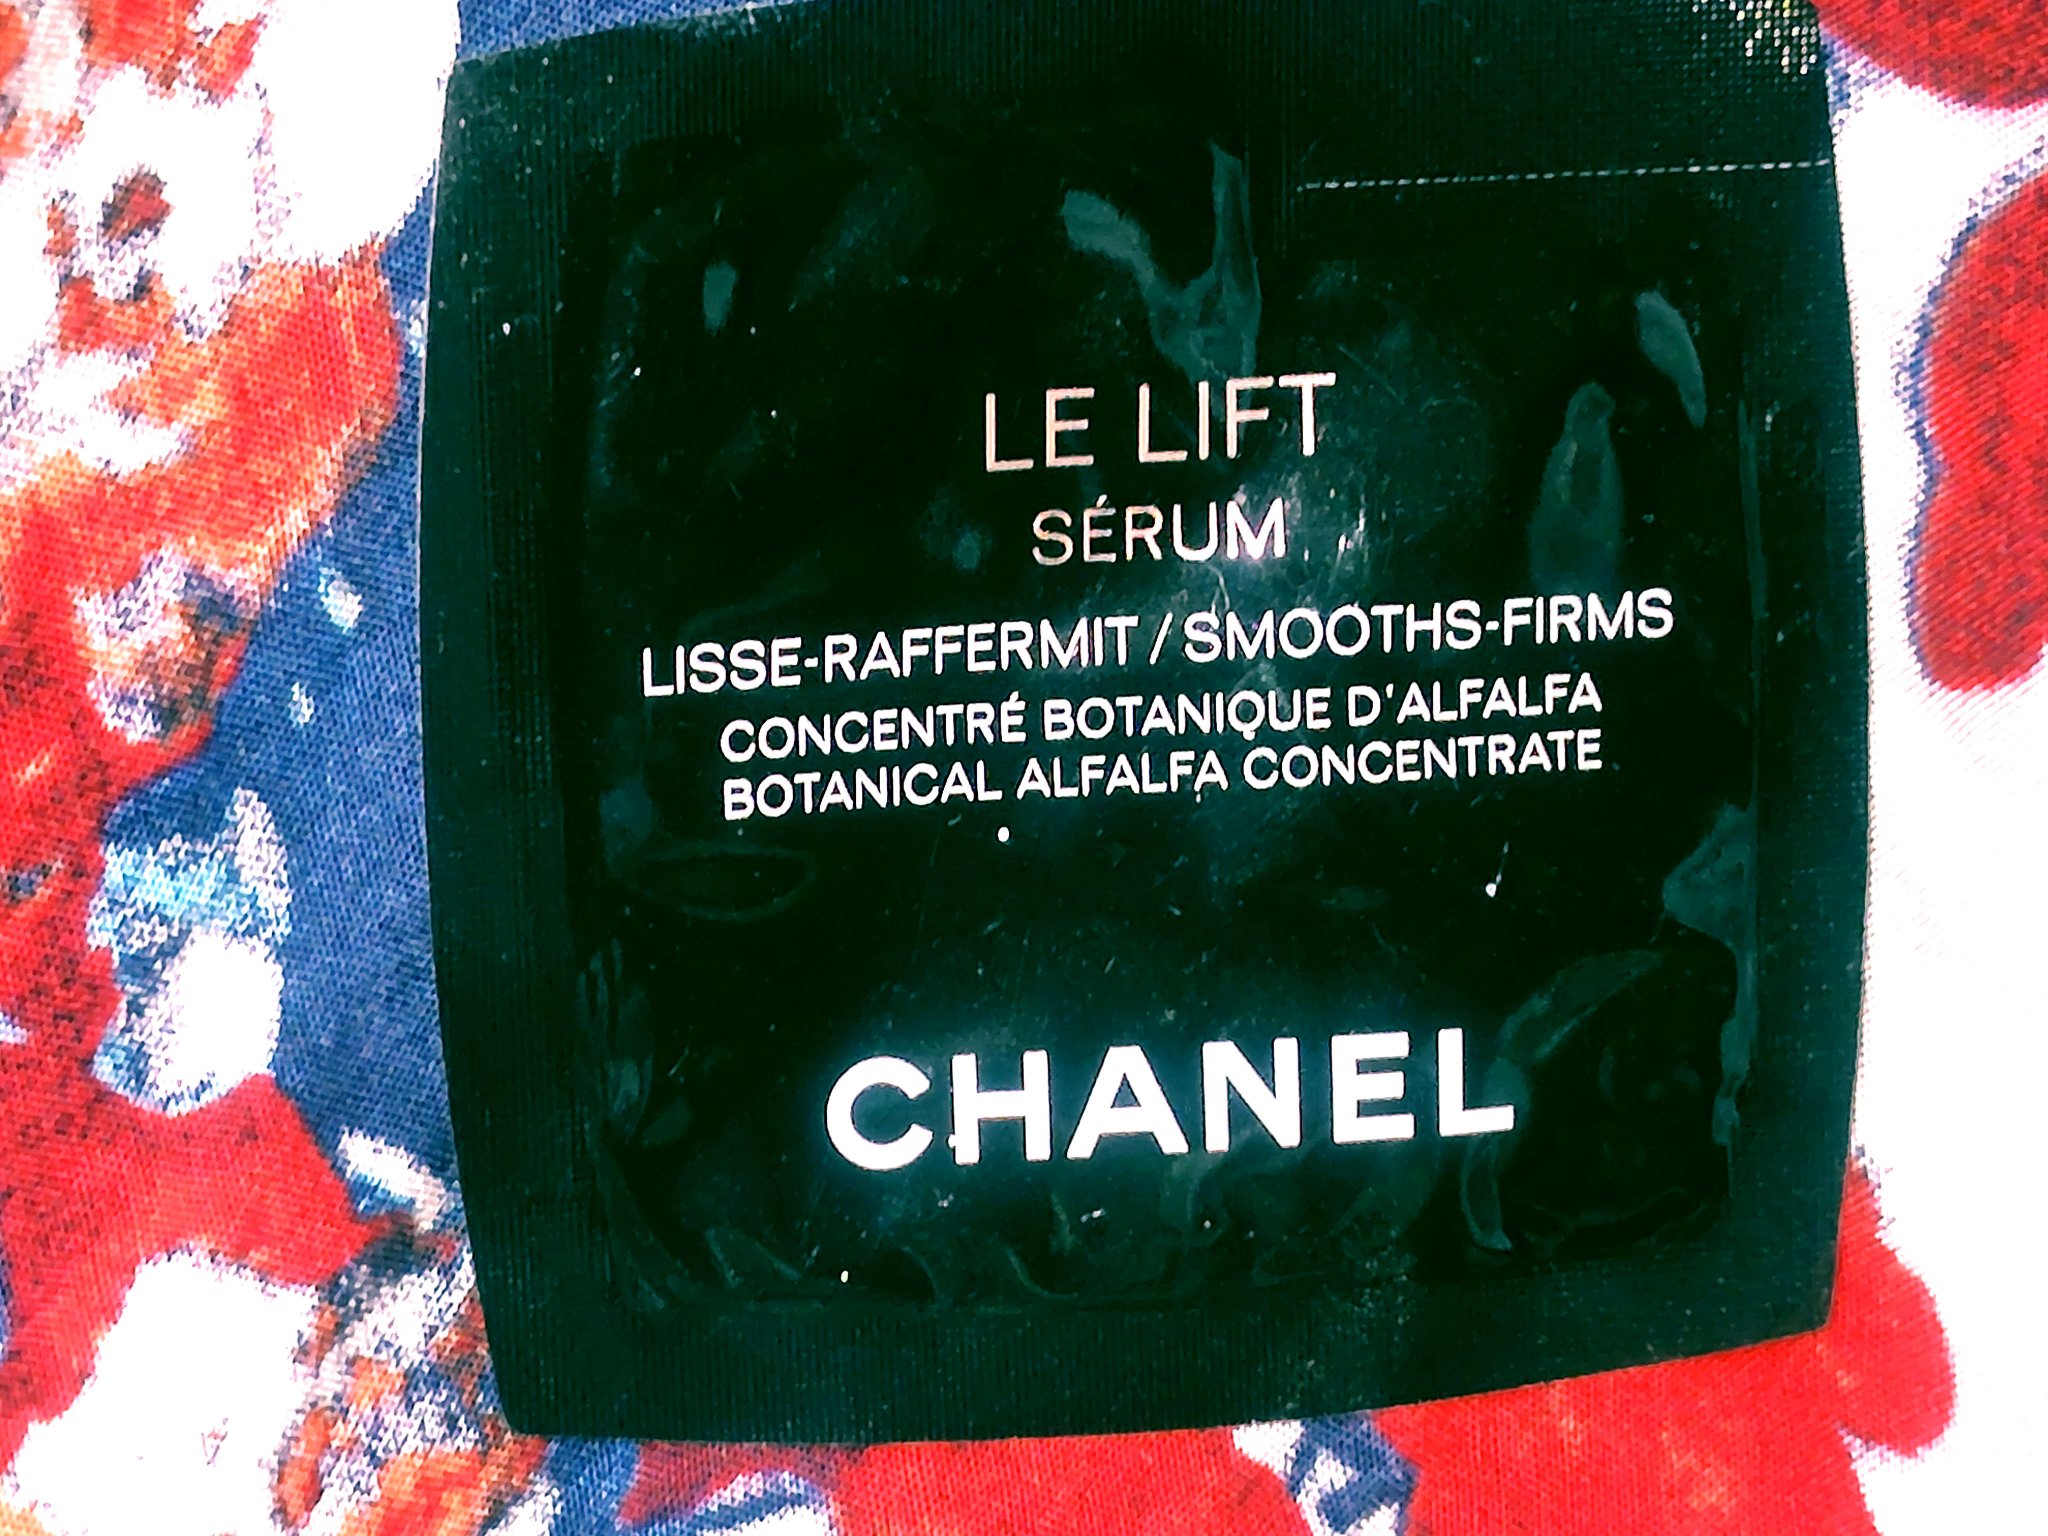 LE LIFT
SÉRUM
LISSE-RAFFERMIT / SMOOTHS-FIRMS
CONCENTRÉ BOTANIQUE D'ALFALFA
BOTANICAL ALFALFA CONCENTRATE
CHANEL